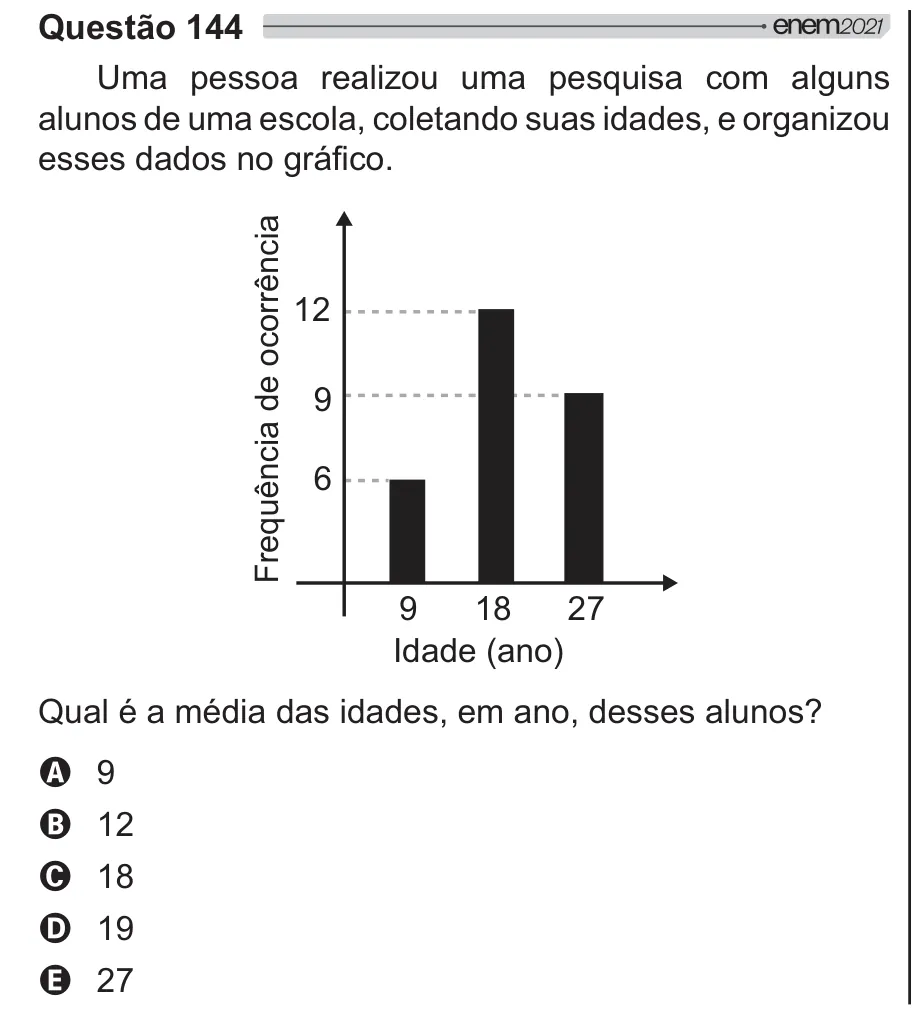 Questão 144
enem2021
Uma pessoa realizou uma pesquisa com alguns
alunos de uma escola, coletando suas idades, e organizou
esses dados no gráfico.
Frequência de ocorrência
12
9
6
9 18 27
Idade (ano)
Qual é a média das idades, em ano, desses alunos?
A 9
B 12
C 18
D 19
E 27